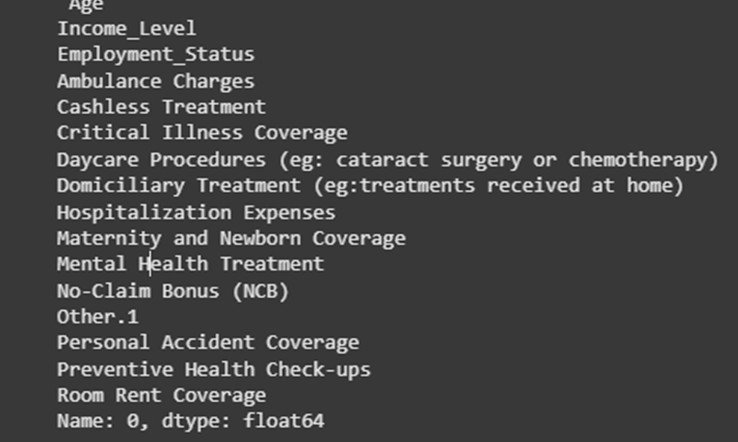 Age
Income_Level
Employment_Status
Ambulance Charges
Cashless Treatment
Critical Illness Coverage
Daycare Procedures (eg: cataract surgery or chemotherapy)
Domiciliary Treatment (eg:treatments received at home)
Hospitalization Expenses
Maternity and Newborn Coverage
Mental Health Treatment
No-Claim Bonus (NCB)
Other.1
Personal Accident Coverage
Preventive Health Check-ups
Room Rent Coverage
Name: 0, dtype: float64